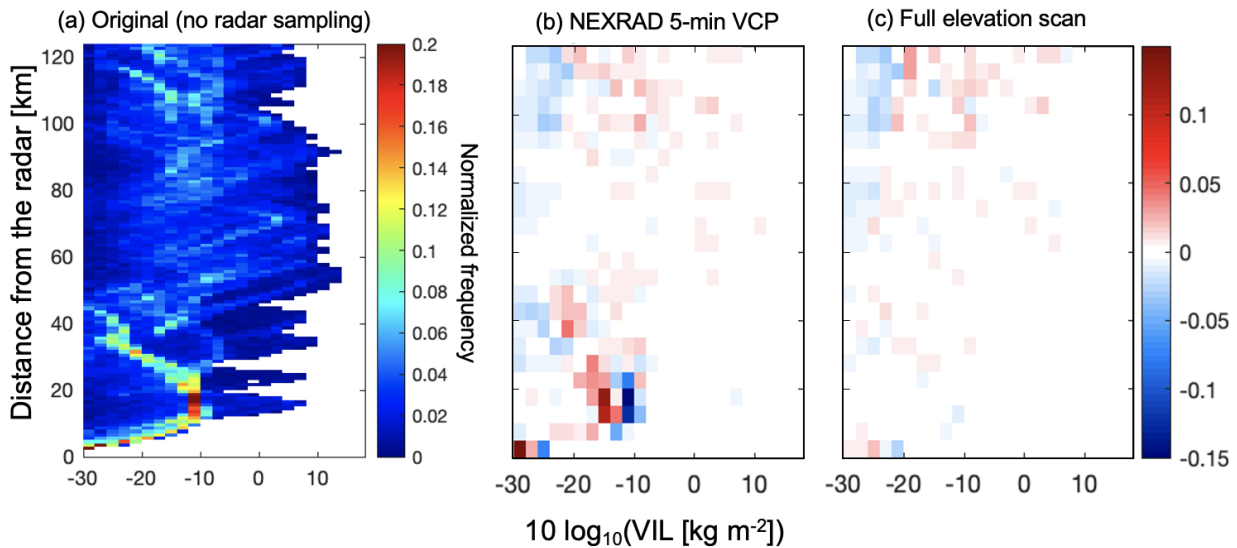 (a) Original (no radar sampling)
(b) NEXRAD 5-min VCP
(c) Full elevation scan
Distance from the radar [km]
120
100
80
60
40
20
0
-30 -20 -10 0 10
0.2
0.18
0.16
0.14
0.12
0.1
0.08
0.06
0.04
0.02
0
Normalized frequency
-30 -20 -10 0 10
-30 -20 -10 0 10
0.1
0.05
0
-0.05
-0.1
-0.15
10 log10(VIL [kg m-2])